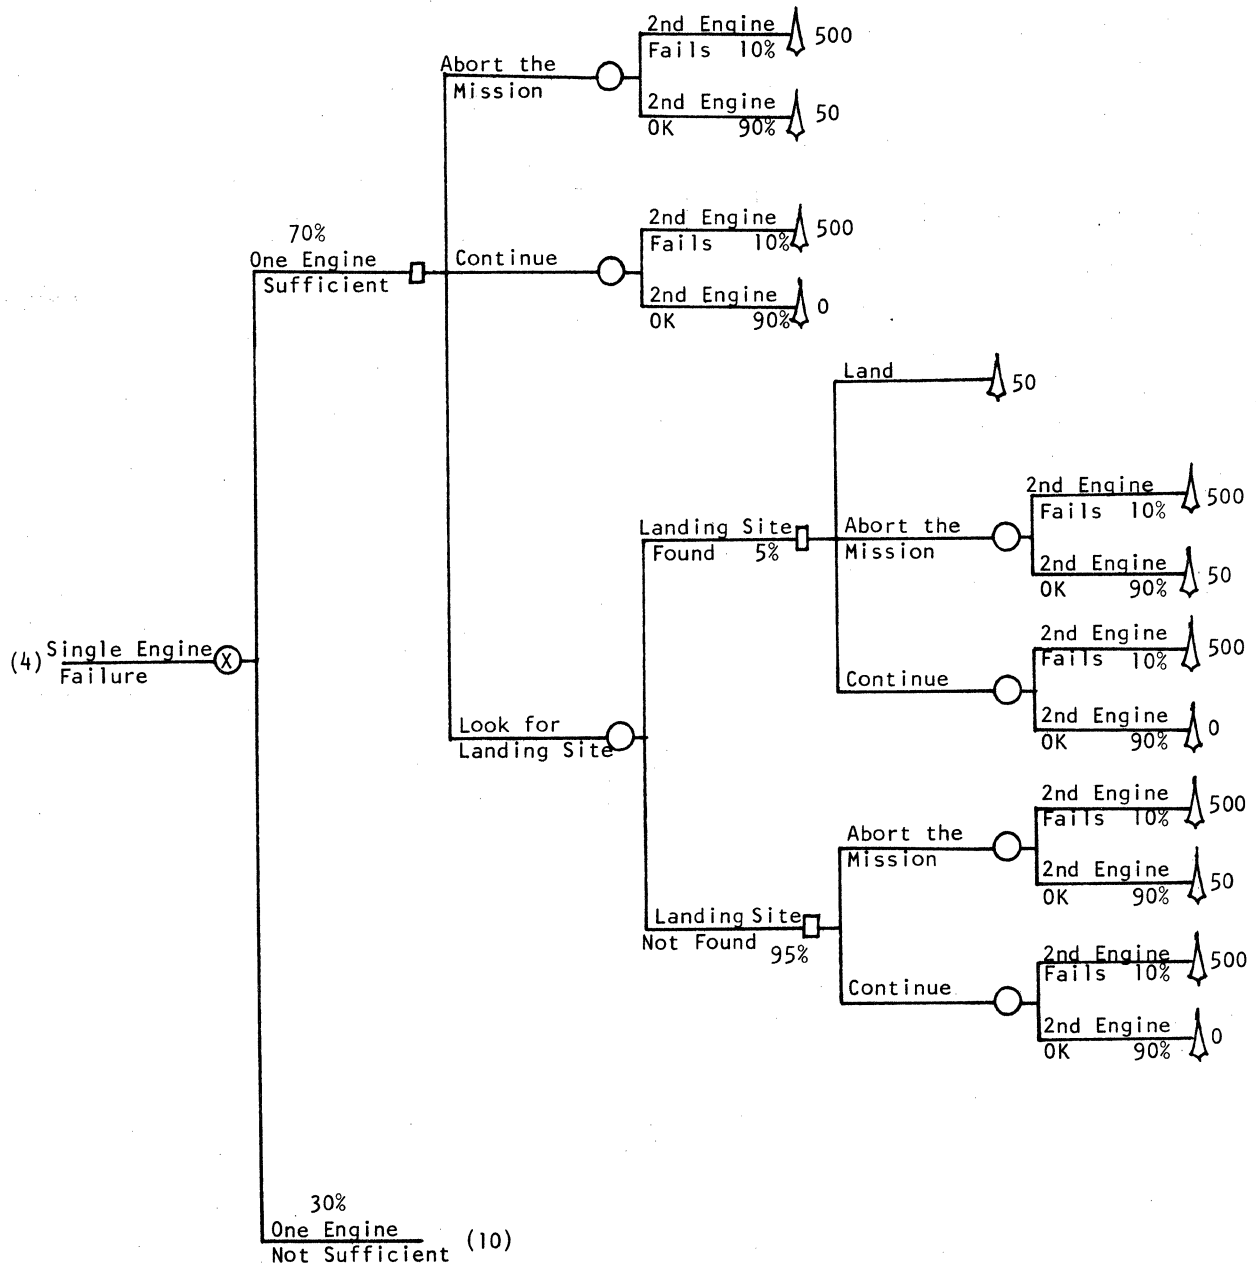 2nd Engine
Fails 10%
500
Abort the
Mission
2nd Engine
OK 90%
50
70%
One Engine
Sufficient
Continue
2nd Engine
Fails 10%
500
2nd Engine
OK 90%
0
Land
50
Landing Site
Found 5%
Abort the
Mission
2nd Engine
Fails 10%
500
2nd Engine
OK 90%
50
Continue
2nd Engine
Fails 10%
500
2nd Engine
OK 90%
0
(4) Single Engine
Failure
X
Look for
Landing Site
Landing Site
Not Found 95%
Abort the
Mission
2nd Engine
Fails 10%
500
2nd Engine
OK 90%
50
Continue
2nd Engine
Fails 10%
500
2nd Engine
OK 90%
0
30%
One Engine
Not Sufficient (10)